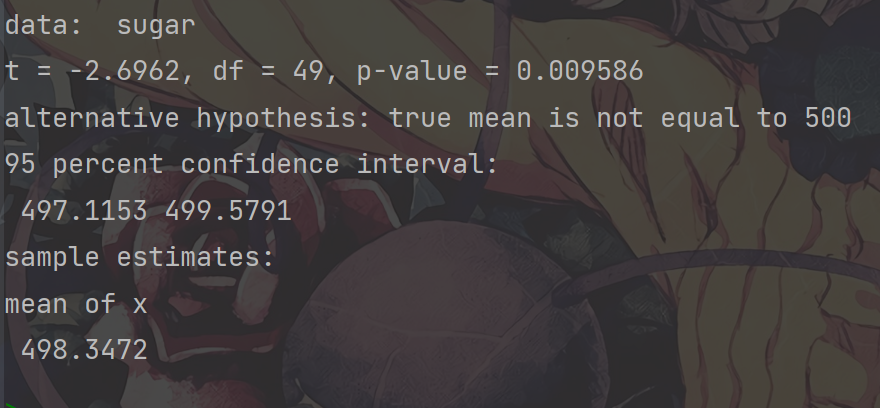 data:  sugar
t = -2.6962, df = 49, p-value = 0.009586
alternative hypothesis: true mean is not equal to 500
95 percent confidence interval:
 497.1153 499.5791
sample estimates:
mean of x
 498.3472